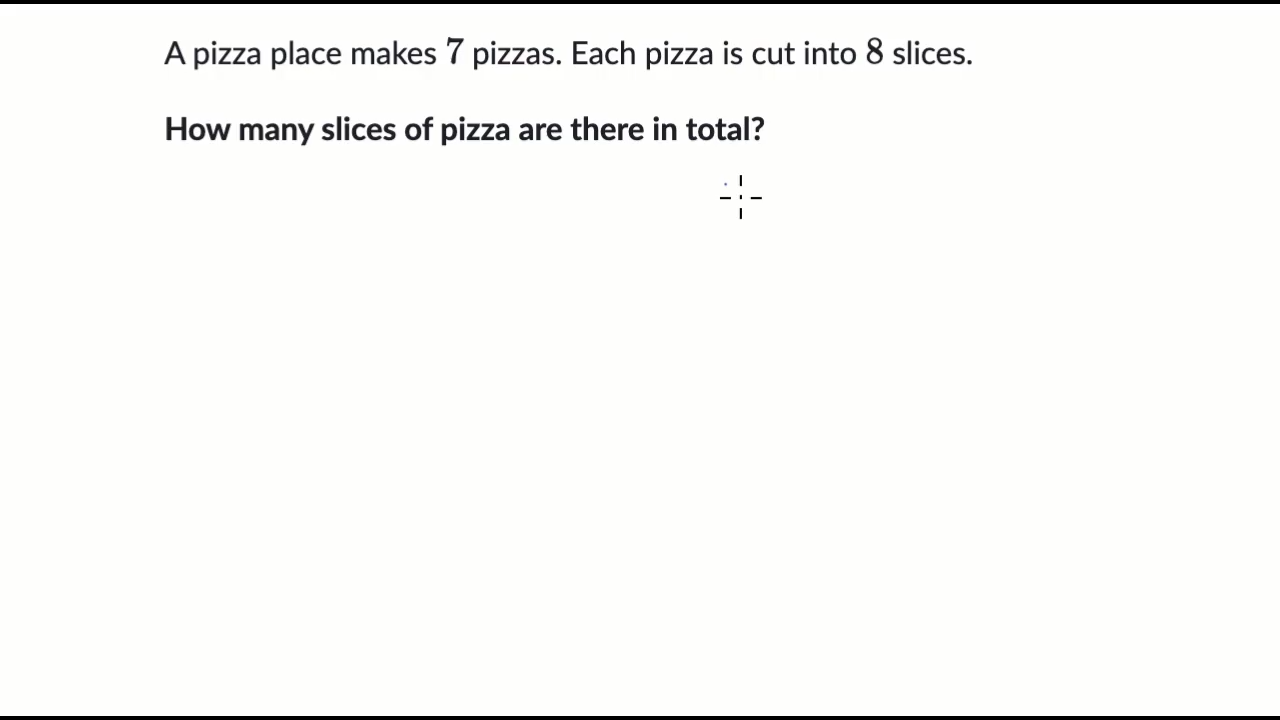 A pizza place makes 7 pizzas. Each pizza is cut into 8 slices.
How many slices of pizza are there in total?